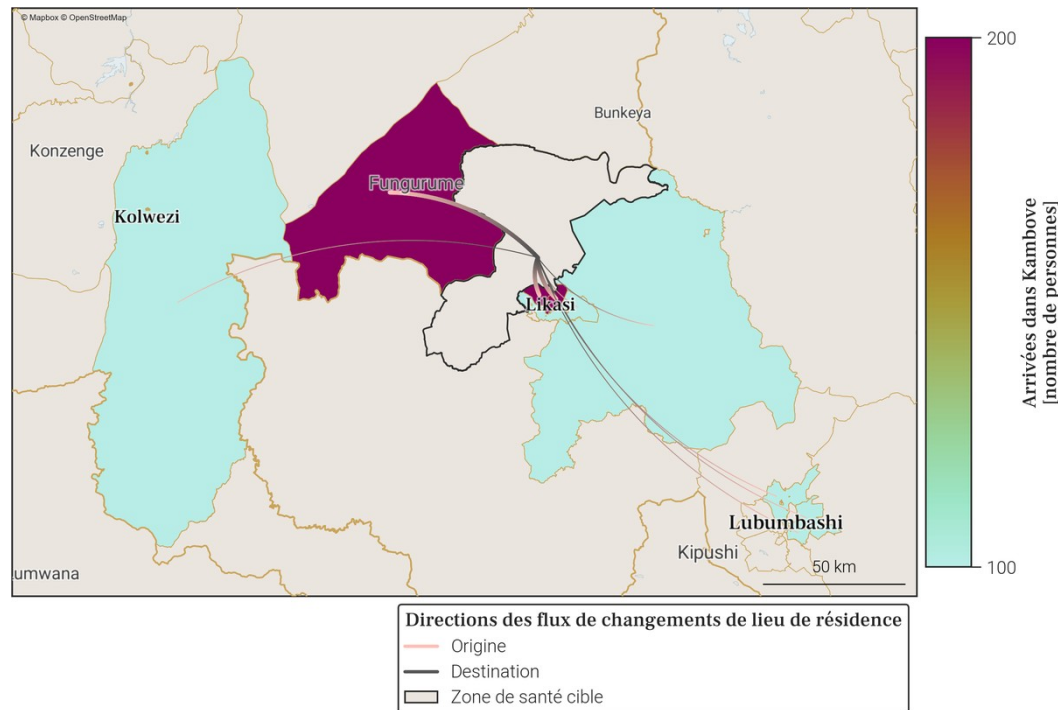 © Mapbox © OpenStreetMap
Bunkeya
Konzenge
Fungurume
Kolwezi
Likasi
Lubumbashi
Kipushi
umwana
50 km
200
100
Arrivées dans Kambove
[nombre de personnes]
Directions des flux de changements de lieu de résidence
Origine
Destination
Zone de santé cible